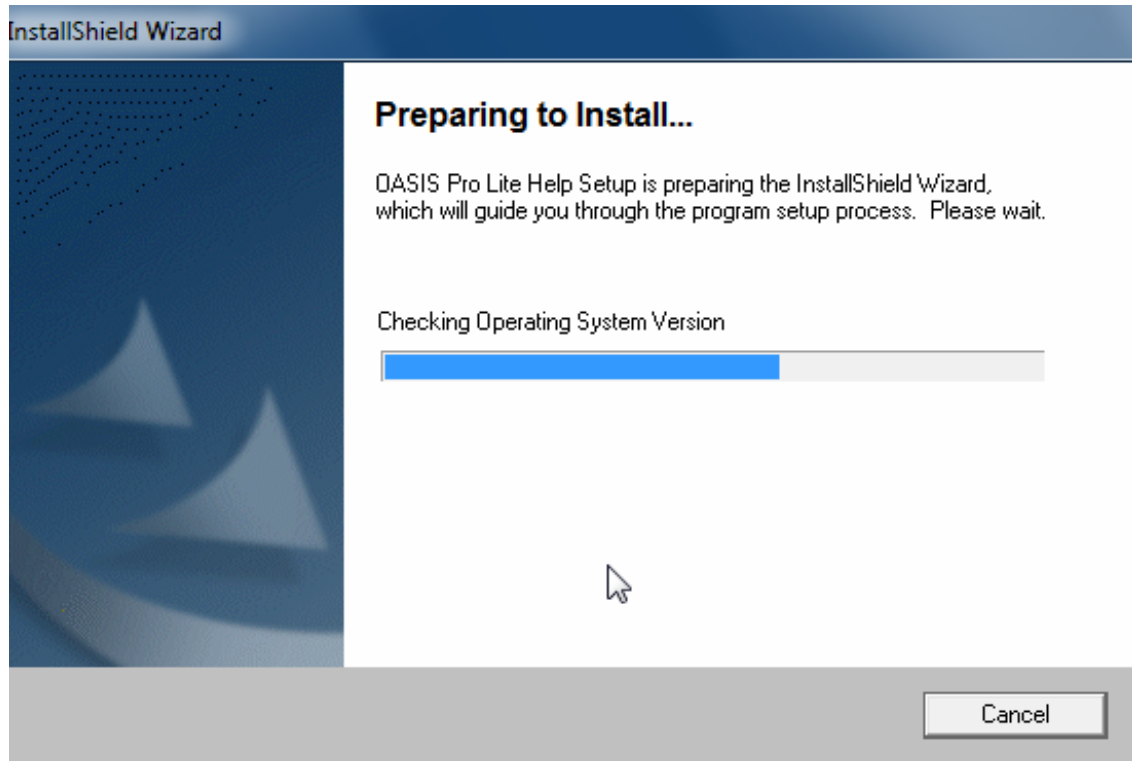 InstallShield Wizard
Preparing to Install...
OASIS Pro Lite Help Setup is preparing the InstallShield Wizard,
which will guide you through the program setup process.  Please wait.
Checking Operating System Version
Cancel